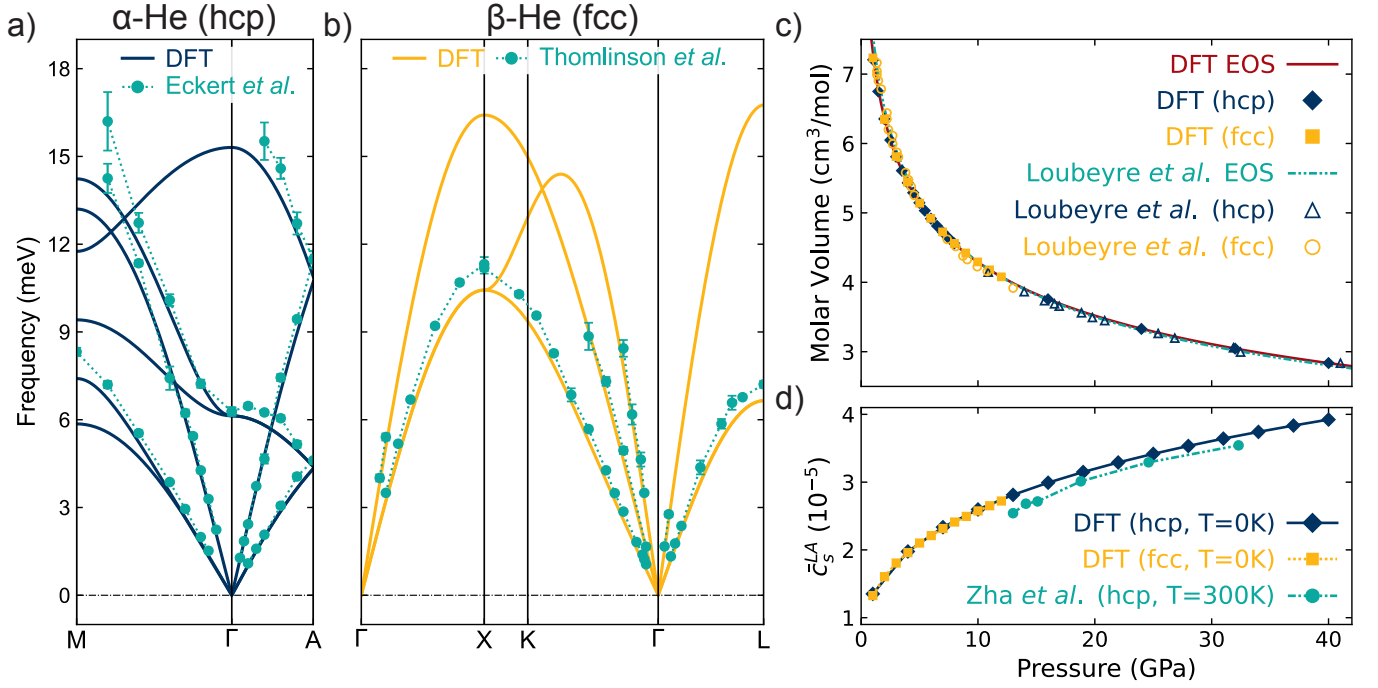 a)
α-He (hcp)
DFT
Eckert et al.
Frequency (meV)
18
15
12
9
6
3
0
M
Γ
A
b)
β-He (fcc)
DFT
Thomlinson et al.
Γ
X
K
Γ
L
c)
DFT EOS
DFT (hcp)
DFT (fcc)
Loubeyre et al. EOS
Loubeyre et al. (hcp)
Loubeyre et al. (fcc)
Molar Volume (cm³/mol)
7
6
5
4
3
d)
c̄ₛᴸᴬ (10⁻⁵)
4
3
2
1
DFT (hcp, T=0K)
DFT (fcc, T=0K)
Zha et al. (hcp, T=300K)
0
10
20
30
40
Pressure (GPa)